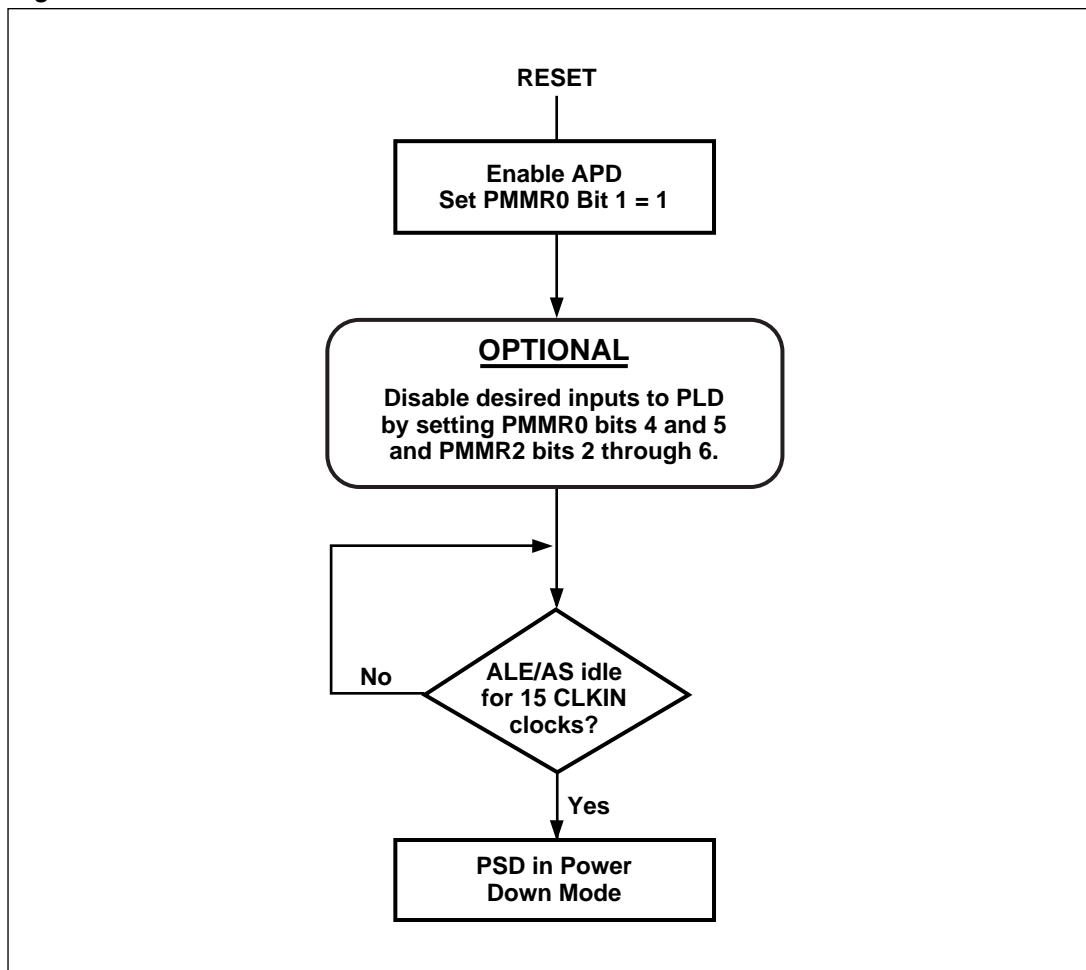 RESET
Enable APD
Set PMMR0 Bit 1 = 1
OPTIONAL
Disable desired inputs to PLD
by setting PMMR0 bits 4 and 5
and PMMR2 bits 2 through 6.
No
ALE/AS idle
for 15 CLKIN
clocks?
Yes
PSD in Power
Down Mode